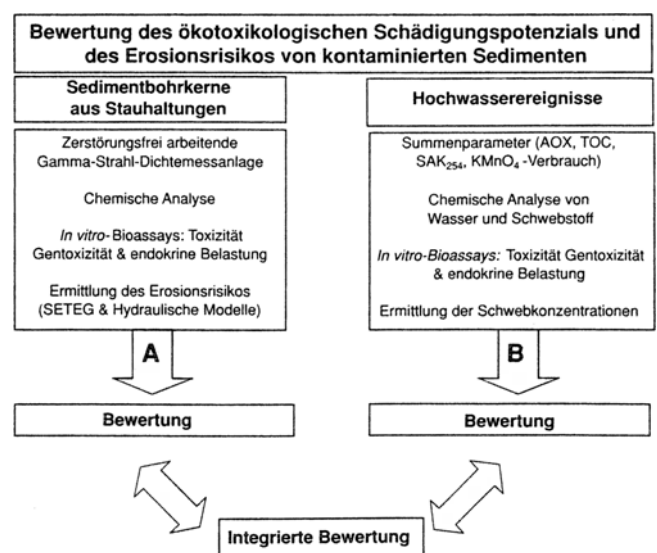 Bewertung des ökotoxikologischen Schädigungspotenzials und
des Erosionsrisikos von kontaminierten Sedimenten
Sedimentbohrkerne
aus Stauhaltungen
Zerstörungsfrei arbeitende
Gamma-Strahl-Dichtemessanlage
Chemische Analyse
In vitro-Bioassays: Toxizität
Gentoxizität & endokrine Belastung
Ermittlung des Erosionsrisikos
(SETEG & Hydraulische Modelle)
A
Bewertung
Hochwasserereignisse
Summenparameter (AOX, TOC,
SAK254, KMnO4 -Verbrauch)
Chemische Analyse von
Wasser und Schwebstoff
In vitro-Bioassays: Toxizität Gentoxizität
& endokrine Belastung
Ermittlung der Schwebkonzentrationen
B
Bewertung
Integrierte Bewertung